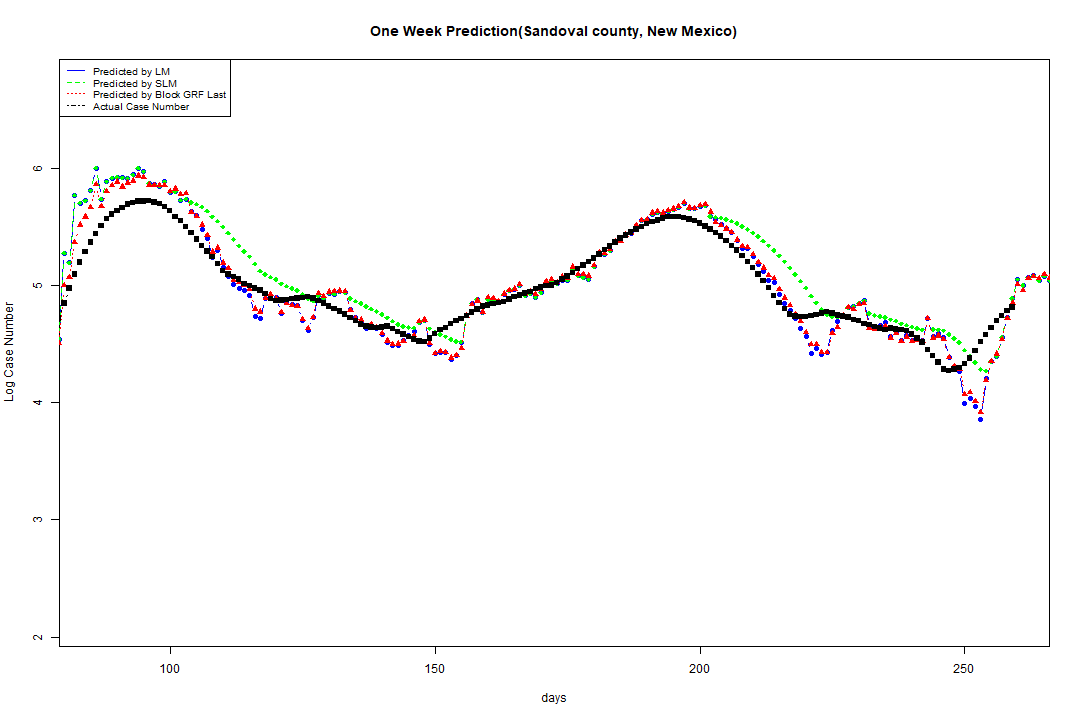 One Week Prediction(Sandoval county, New Mexico)
Predicted by LM
Predicted by SLM
Predicted by Block GRF Last
Actual Case Number
6
5
4
3
2
Log Case Number
100
150
200
250
days